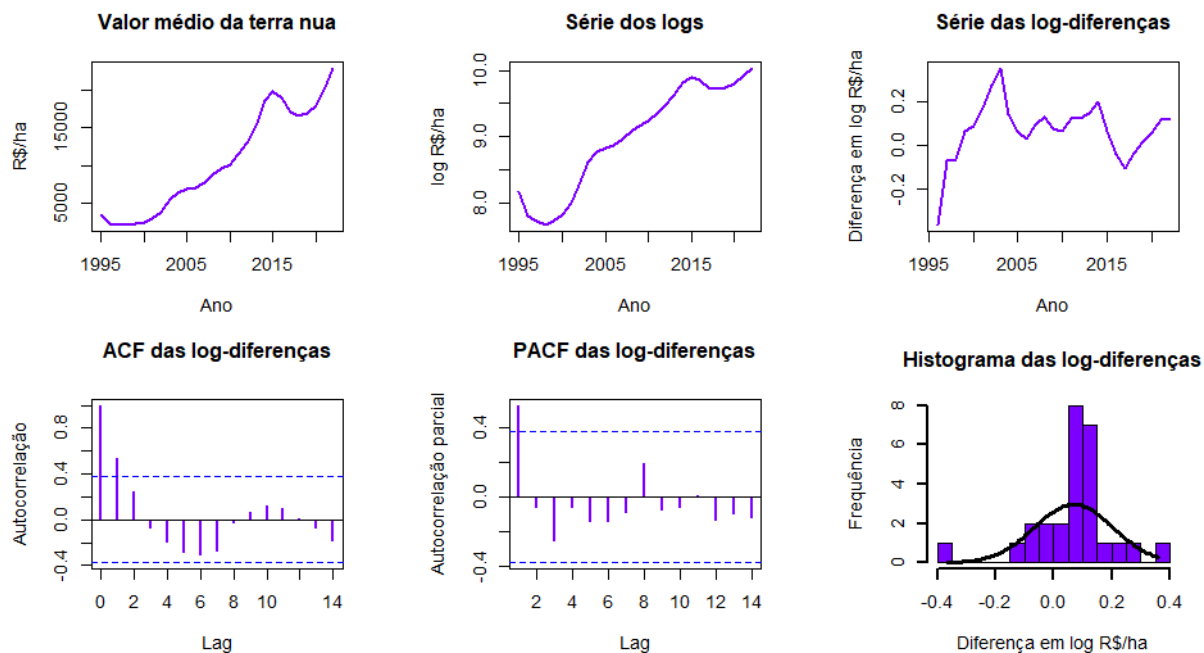 Valor médio da terra nua
R$/ha
5000
15000
1995
2005
2015
Ano
Série dos logs
log R$/ha
8.0
9.0
10.0
1995
2005
2015
Ano
Série das log-diferenças
Diferença em log R$/ha
-0.2
0.0
0.2
1995
2005
2015
Ano
ACF das log-diferenças
Autocorrelação
-0.4
0.0
0.4
0.8
0
2
4
6
8
10
14
Lag
PACF das log-diferenças
Autocorrelação parcial
-0.4
0.0
0.4
2
4
6
8
10
12
14
Lag
Histograma das log-diferenças
Frequência
0
2
4
6
8
-0.4
-0.2
0.0
0.2
0.4
Diferença em log R$/ha